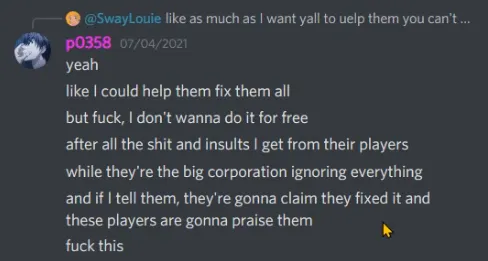 @SwayLouie like as much as I want yall to uelp them you can't ...
p0358 07/04/2021
yeah
like I could help them fix them all
but fuck, I don't wanna do it for free
after all the shit and insults I get from their players
while they're the big corporation ignoring everything
and if I tell them, they're gonna claim they fixed it and
these players are gonna praise them
fuck this